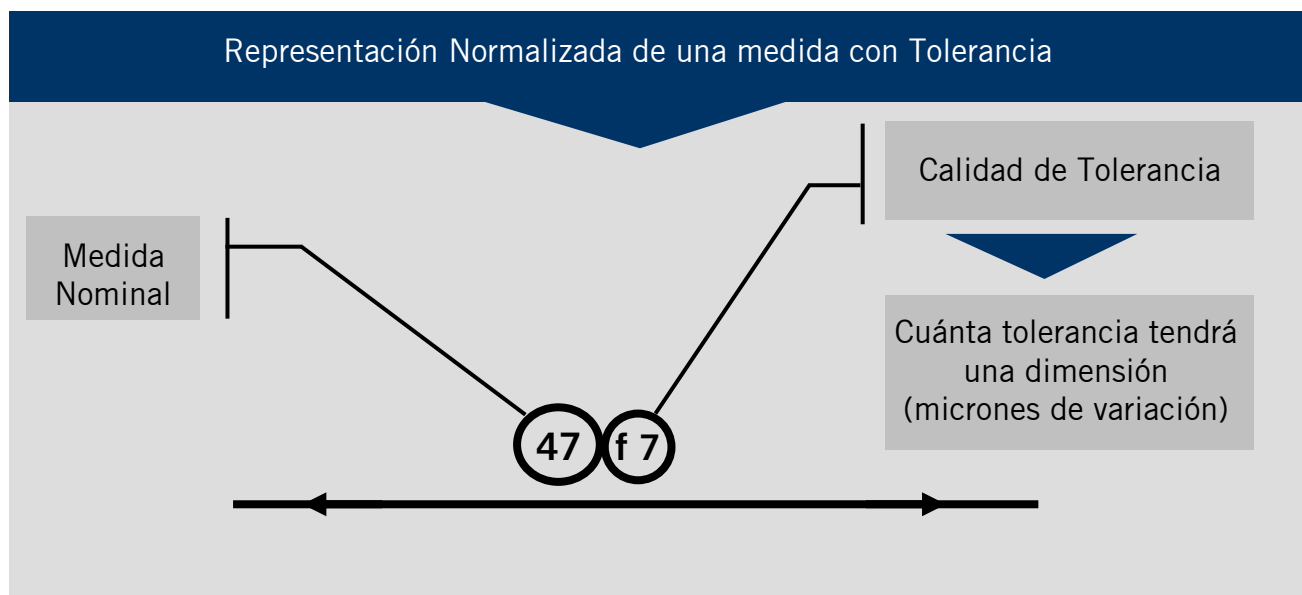 Representación Normalizada de una medida con Tolerancia
Calidad de Tolerancia
Medida
Nominal
Cuánta tolerancia tendrá
una dimensión
(micrones de variación)
47 f 7